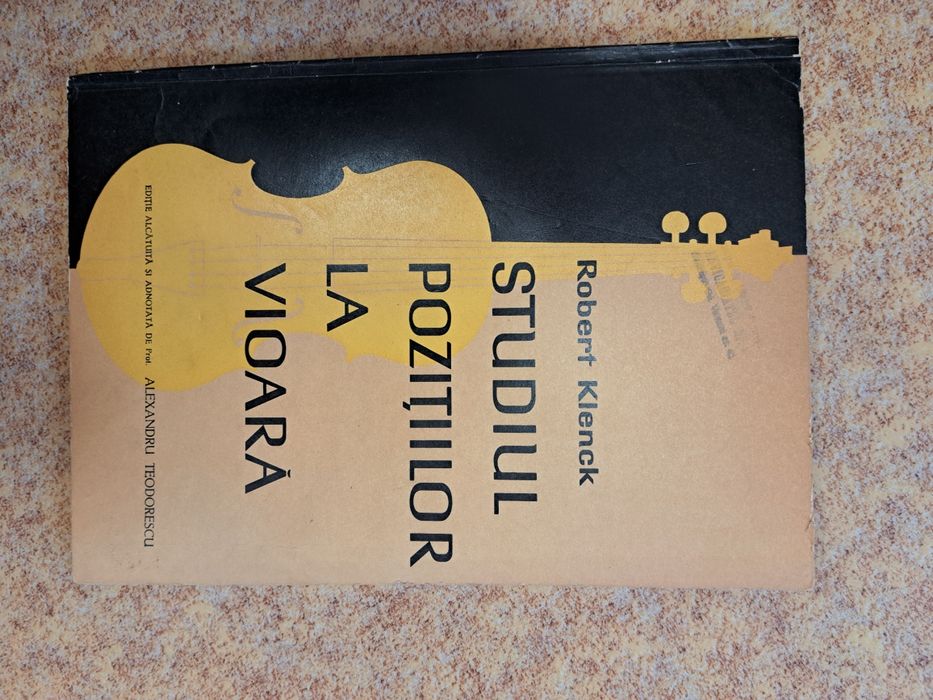 Robert Klenck
STUDIUL
POZIȚIILOR
LA
VIOARĂ
EDIȚIE ALCĂTUITĂ ȘI ADNOTATĂ DE Prof. ALEXANDRU TEODORESCU